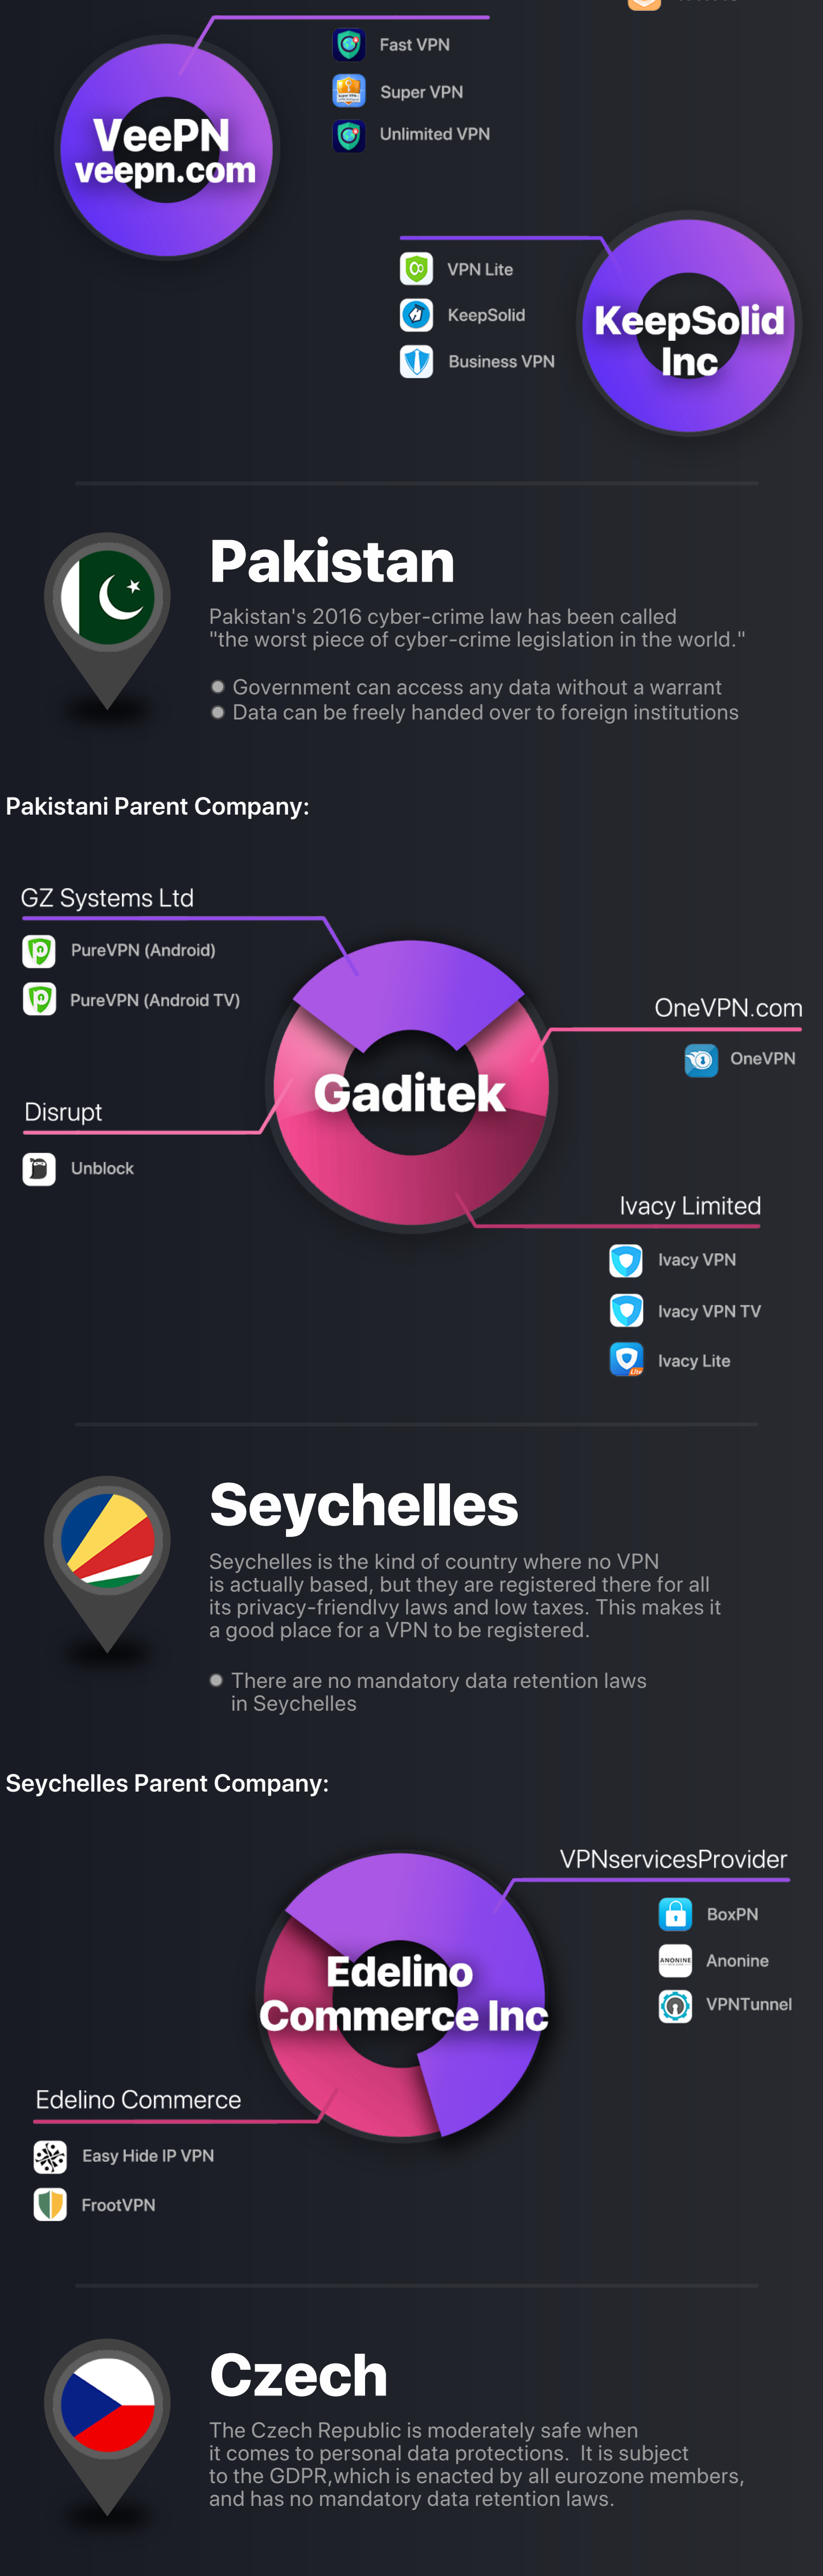 Fast VPN
Super VPN
Unlimited VPN
VeePN
veepn.com
VPN Lite
KeepSolid
Business VPN
KeepSolid
Inc
Pakistan
Pakistan's 2016 cyber-crime law has been called
"the worst piece of cyber-crime legislation in the world."
Government can access any data without a warrant
Data can be freely handed over to foreign institutions
Pakistani Parent Company:
GZ Systems Ltd
PureVPN (Android)
PureVPN (Android TV)
OneVPN.com
OneVPN
Gaditek
Disrupt
Unblock
Ivacy Limited
Ivacy VPN
Ivacy VPN TV
Ivacy Lite
Lite
Seychelles
Seychelles is the kind of country where no VPN
is actually based, but they are registered there for all
its privacy-friendlvy laws and low taxes. This makes it
a good place for a VPN to be registered.
There are no mandatory data retention laws
in Seychelles
Seychelles Parent Company:
VPNservicesProvider
BoxPN
ANONINE
Anonine
VPNTunnel
Edelino
Commerce Inc
Edelino Commerce
Easy Hide IP VPN
FrootVPN
Czech
The Czech Republic is moderately safe when
it comes to personal data protections.  It is subject
to the GDPR,which is enacted by all eurozone members,
and has no mandatory data retention laws.